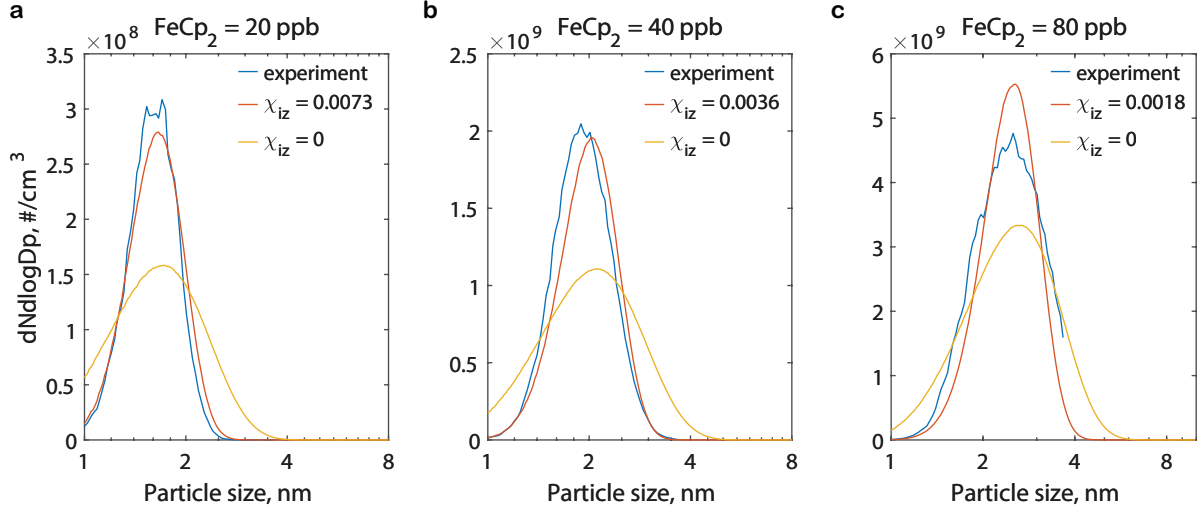 a
FeCp2 = 20 ppb
×10^8
3.5
3
2.5
2
1.5
1
0.5
0
dNdlogDp, #/cm^3
experiment
χiz = 0.0073
χiz = 0
1 2 4 8
Particle size, nm
b
FeCp2 = 40 ppb
×10^9
2.5
2
1.5
1
0.5
0
experiment
χiz = 0.0036
χiz = 0
1 2 4 8
Particle size, nm
c
FeCp2 = 80 ppb
×10^9
6
5
4
3
2
1
0
experiment
χiz = 0.0018
χiz = 0
1 2 4
Particle size, nm